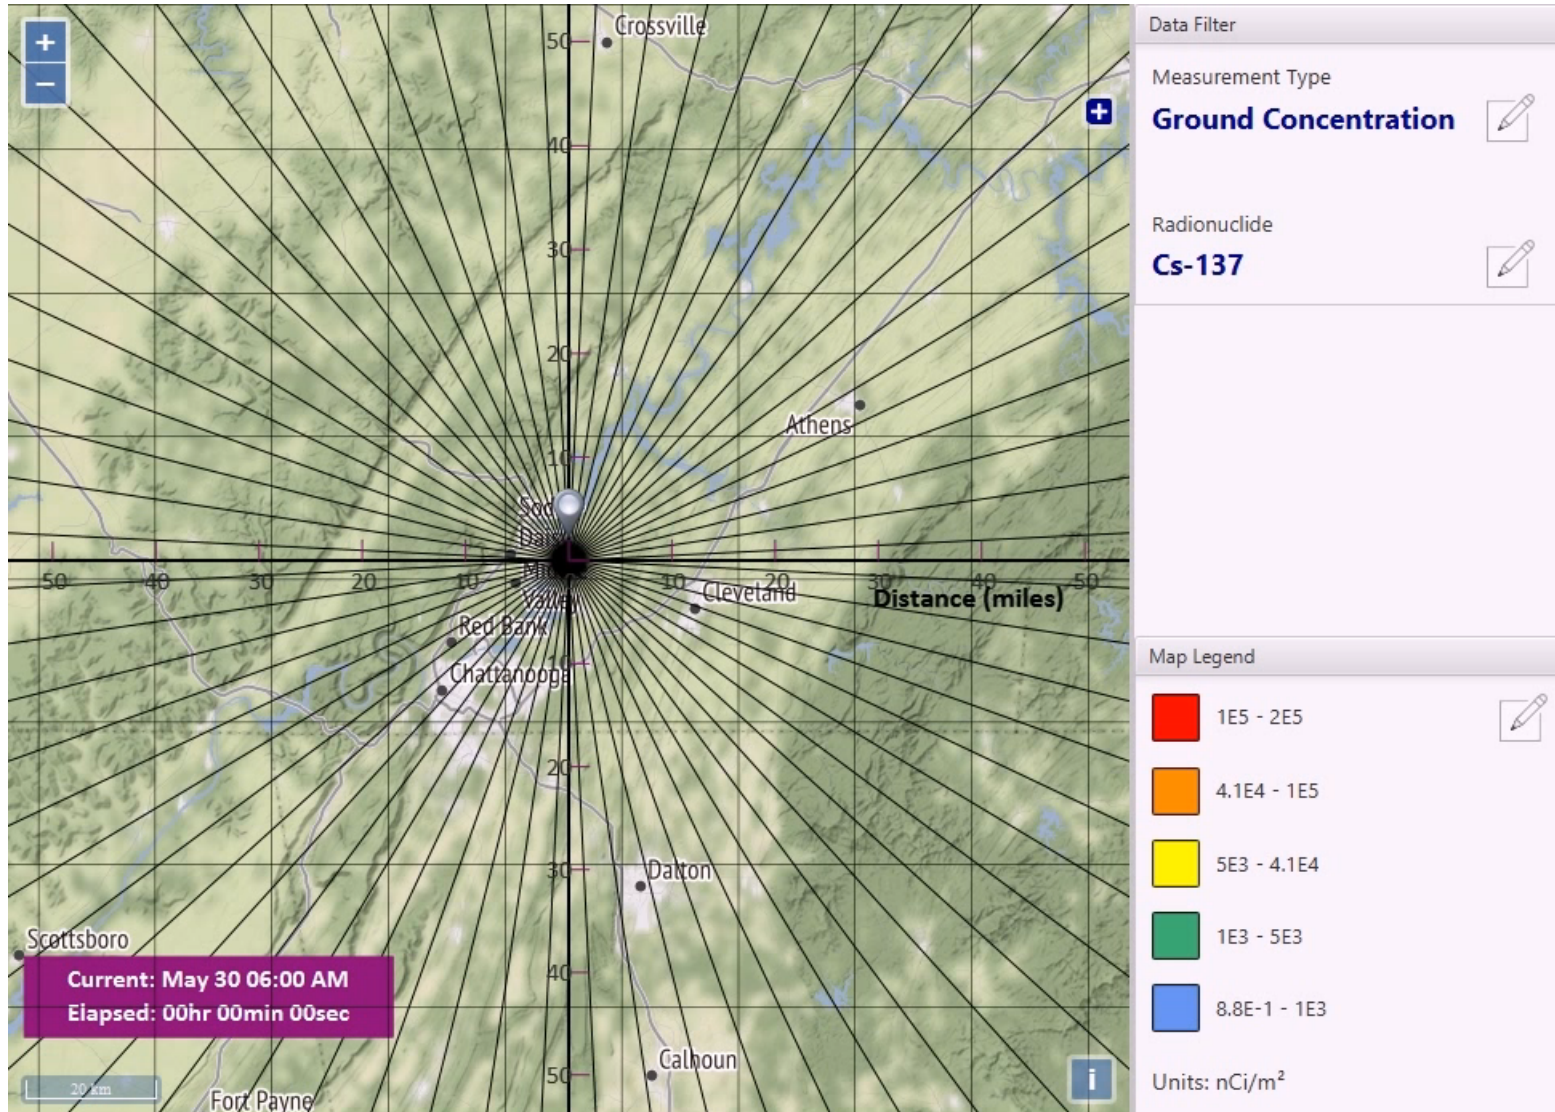 +
−
Crossville
50
40
30
20
10
Athens
50
40
30
20
10
10
20
30
50
Distance (miles)
Cleveland
Valley
Red Bank
Chattanooga
20
30
Dalton
40
Scottsboro
Current: May 30 06:00 AM
Elapsed: 00hr 00min 00sec
50
Calhoun
20 km
Fort Payne
i
Data Filter
Measurement Type
Ground Concentration
+
Radionuclide
Cs-137
Map Legend
1E5 - 2E5
4.1E4 - 1E5
5E3 - 4.1E4
1E3 - 5E3
8.8E-1 - 1E3
Units: nCi/m²